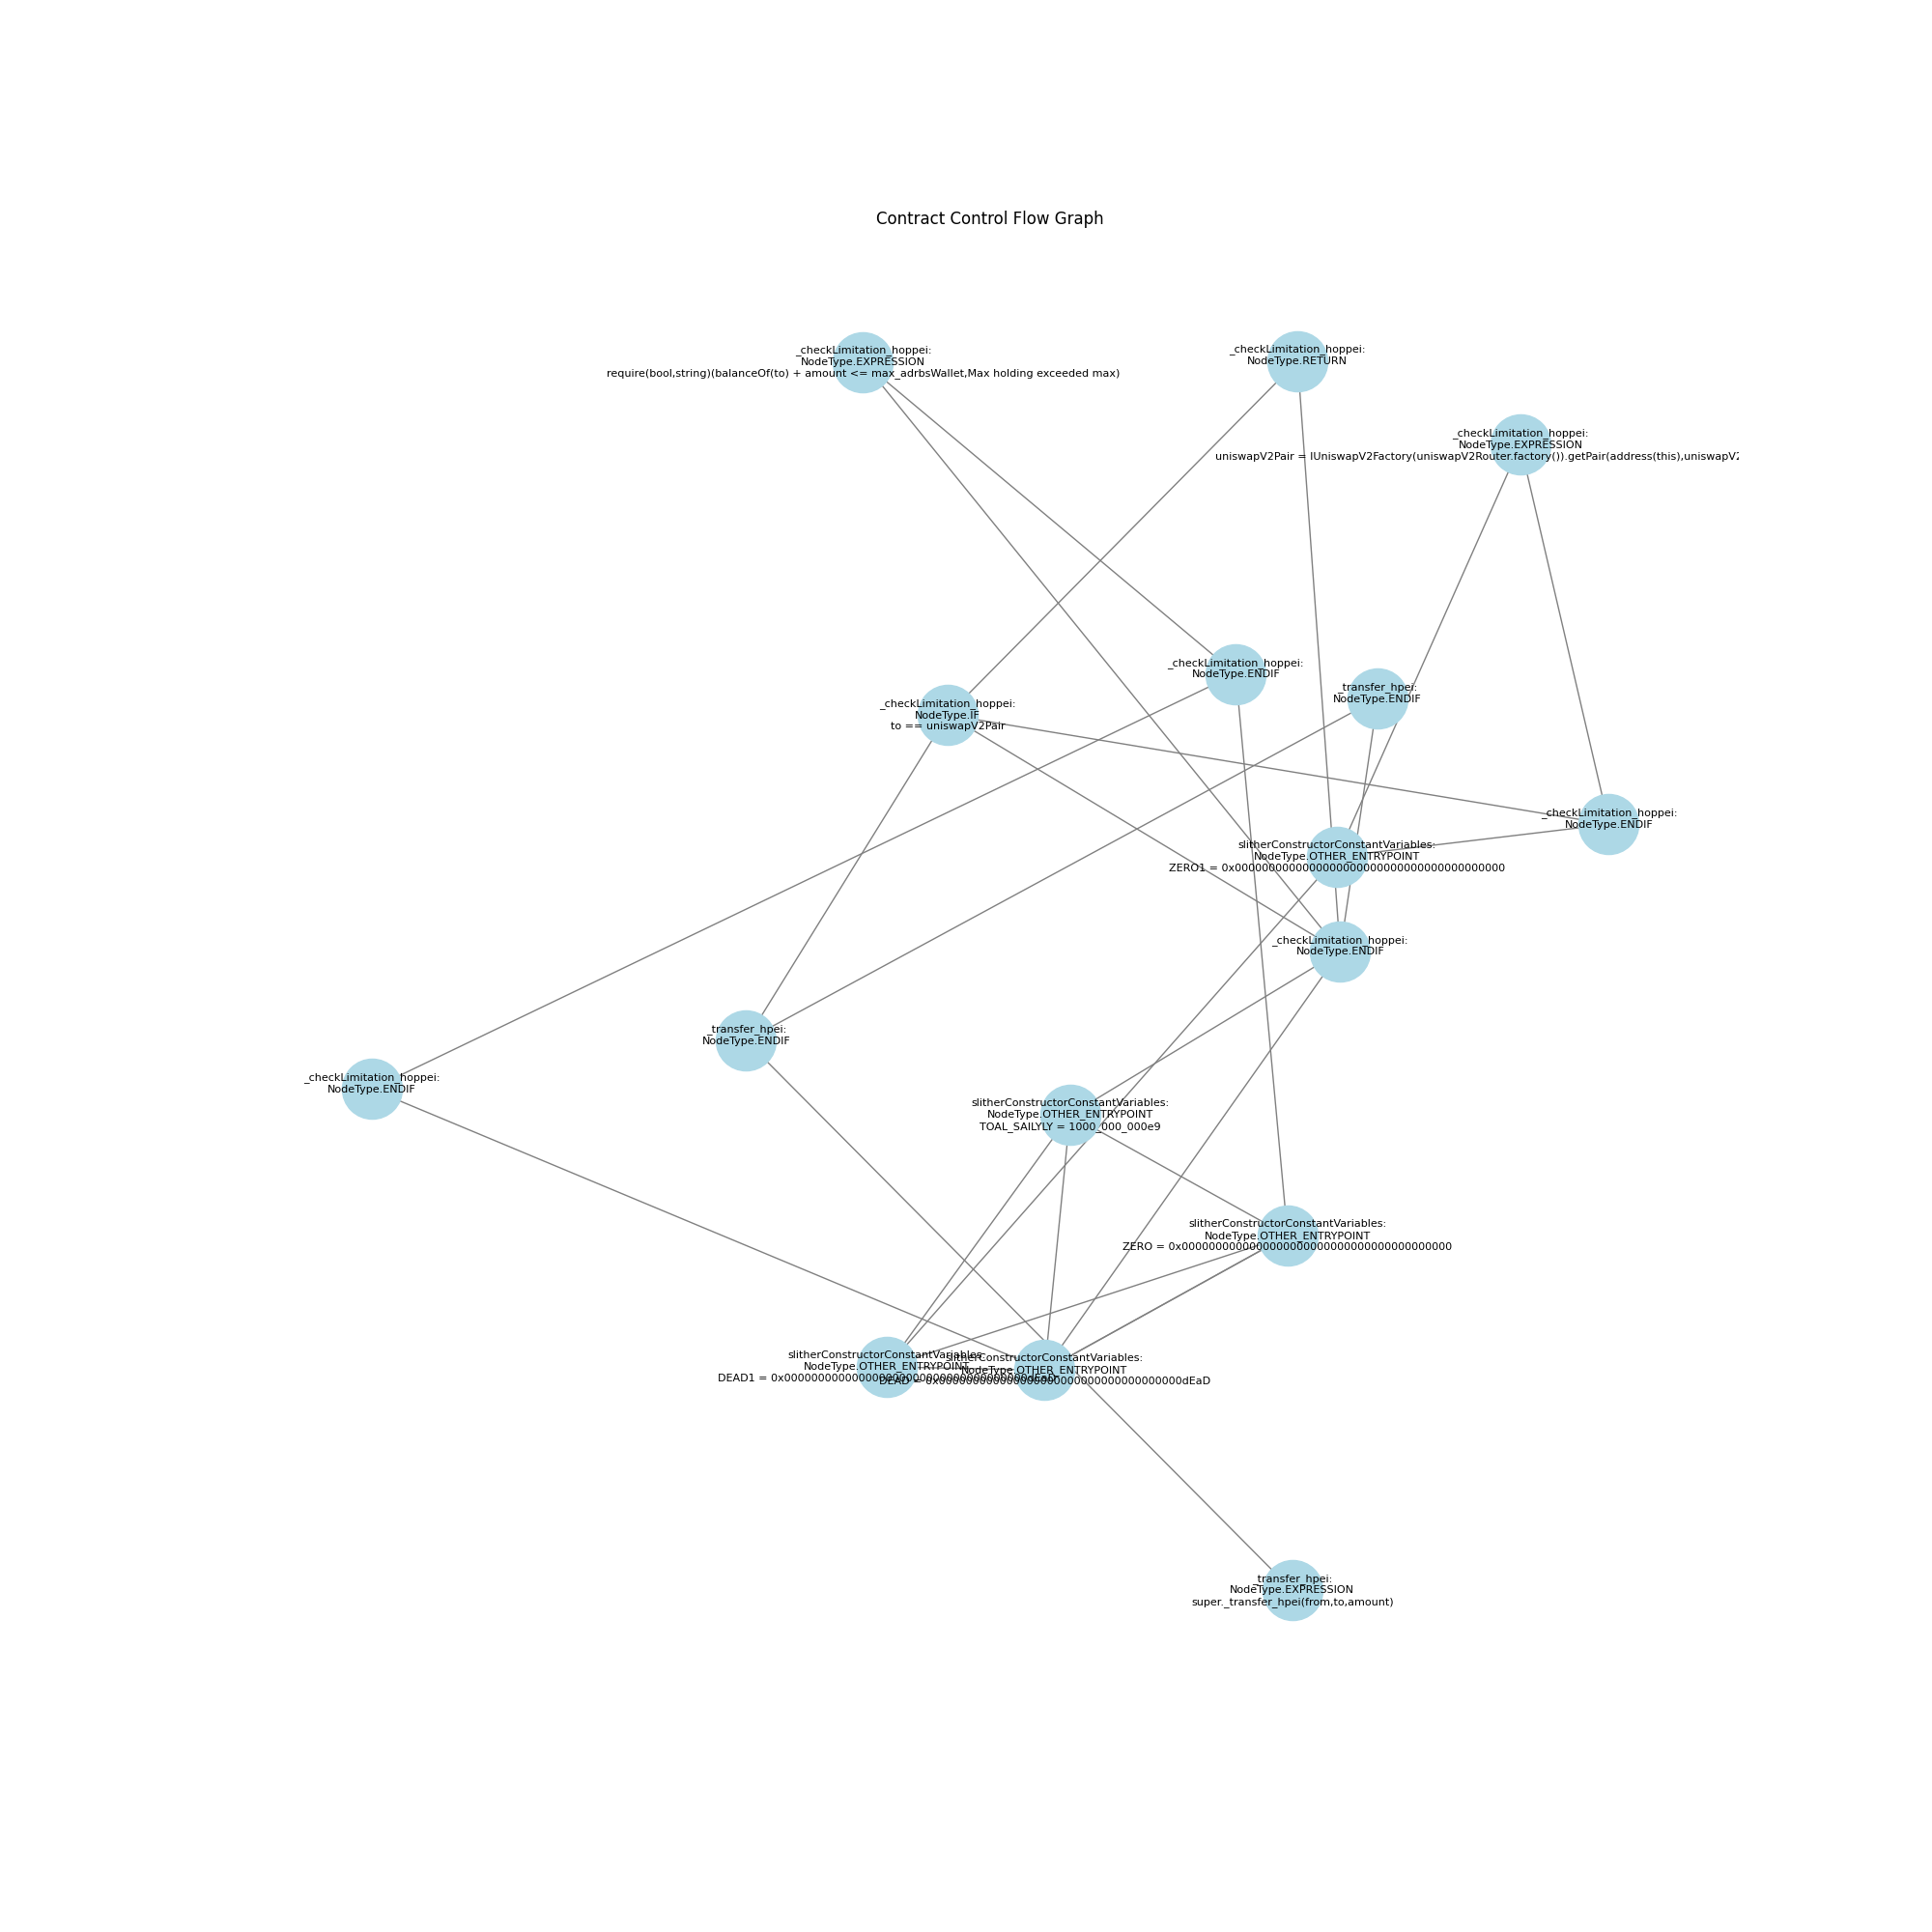 Contract Control Flow Graph
_checkLimitation_hoppei:
NodeType.EXPRESSION
require(bool,string)(balanceOf(to) + amount <= max_adrbsWallet,Max holding exceeded max)
_checkLimitation_hoppei:
NodeType.RETURN
_checkLimitation_hoppei:
NodeType.EXPRESSION
uniswapV2Pair = IUniswapV2Factory(uniswapV2Router.factory()).getPair(address(this),uniswapV2
_checkLimitation_hoppei:
NodeType.ENDIF
_transfer_hpei:
NodeType.ENDIF
_checkLimitation_hoppei:
NodeType.IF
to == uniswapV2Pair
_checkLimitation_hoppei:
NodeType.ENDIF
slitherConstructorConstantVariables:
NodeType.OTHER_ENTRYPOINT
ZERO1 = 0x0000000000000000000000000000000000000000
_checkLimitation_hoppei:
NodeType.ENDIF
_transfer_hpei:
NodeType.ENDIF
_checkLimitation_hoppei:
NodeType.ENDIF
slitherConstructorConstantVariables:
NodeType.OTHER_ENTRYPOINT
TOAL_SAILYLY = 1000_000_000e9
slitherConstructorConstantVariables:
NodeType.OTHER_ENTRYPOINT
ZERO = 0x0000000000000000000000000000000000000000
slitherConstructorConstantVariables:
NodeType.OTHER_ENTRYPOINT
DEAD1 = 0x000000000000000000000000000000000000dEaD
slitherConstructorConstantVariables:
NodeType.OTHER_ENTRYPOINT
DEAD = 0x000000000000000000000000000000000000dEaD
_transfer_hpei:
NodeType.EXPRESSION
super._transfer_hpei(from,to,amount)